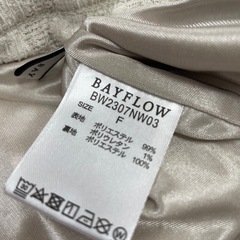 BAYFLOW
BW2307NW03
SIZE F
表地 ポリエステル 99%
ポリウレタン 1%
裏地 ポリエステル 100%